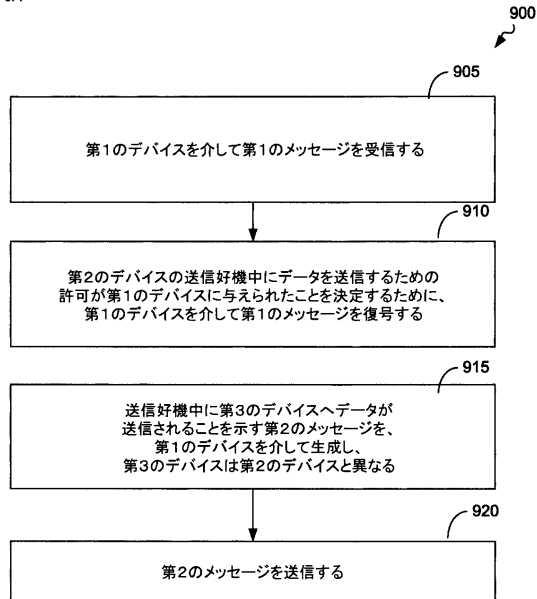 900
905
第1のデバイスを介して第1のメッセージを受信する
910
第2のデバイスの送信好機中にデータを送信するための
許可が第1のデバイスに与えられたことを決定するために、
第1のデバイスを介して第1のメッセージを復号する
915
送信好機中に第3のデバイスへデータが
送信されることを示す第2のメッセージを、
第1のデバイスを介して生成し、
第3のデバイスは第2のデバイスと異なる
920
第2のメッセージを送信する